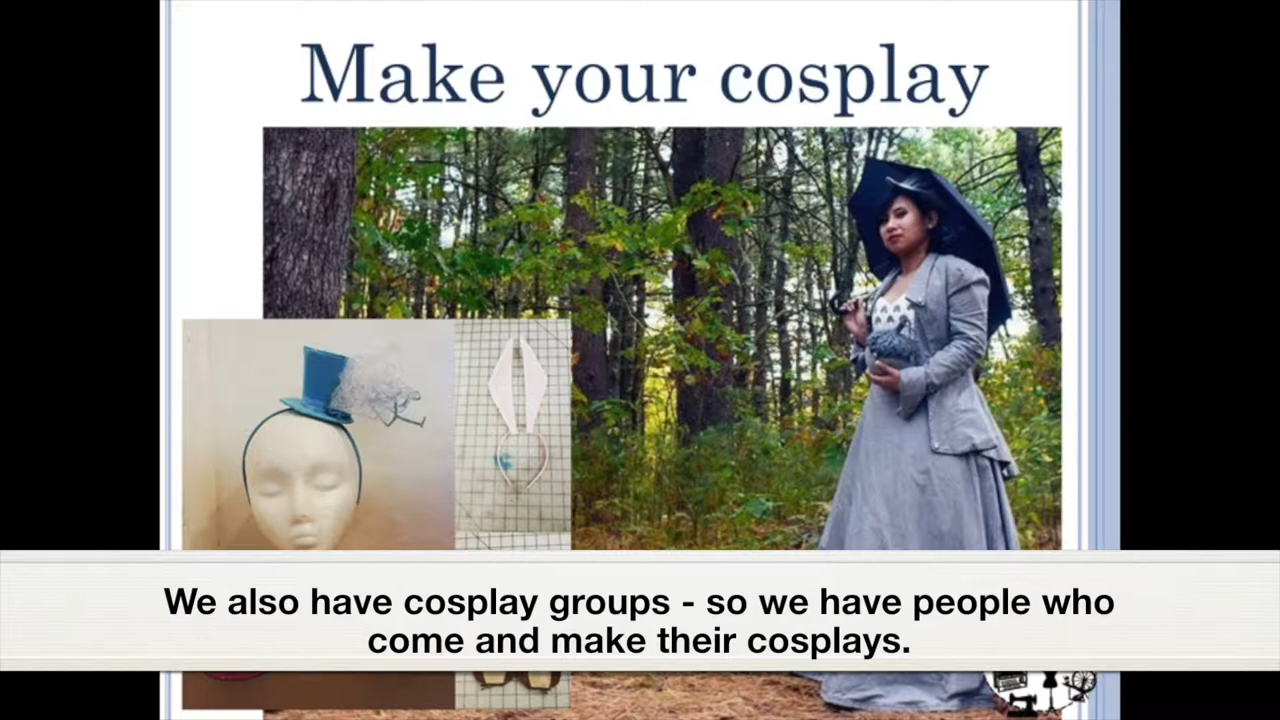 Make your cosplay
We also have cosplay groups - so we have people who
come and make their cosplays.